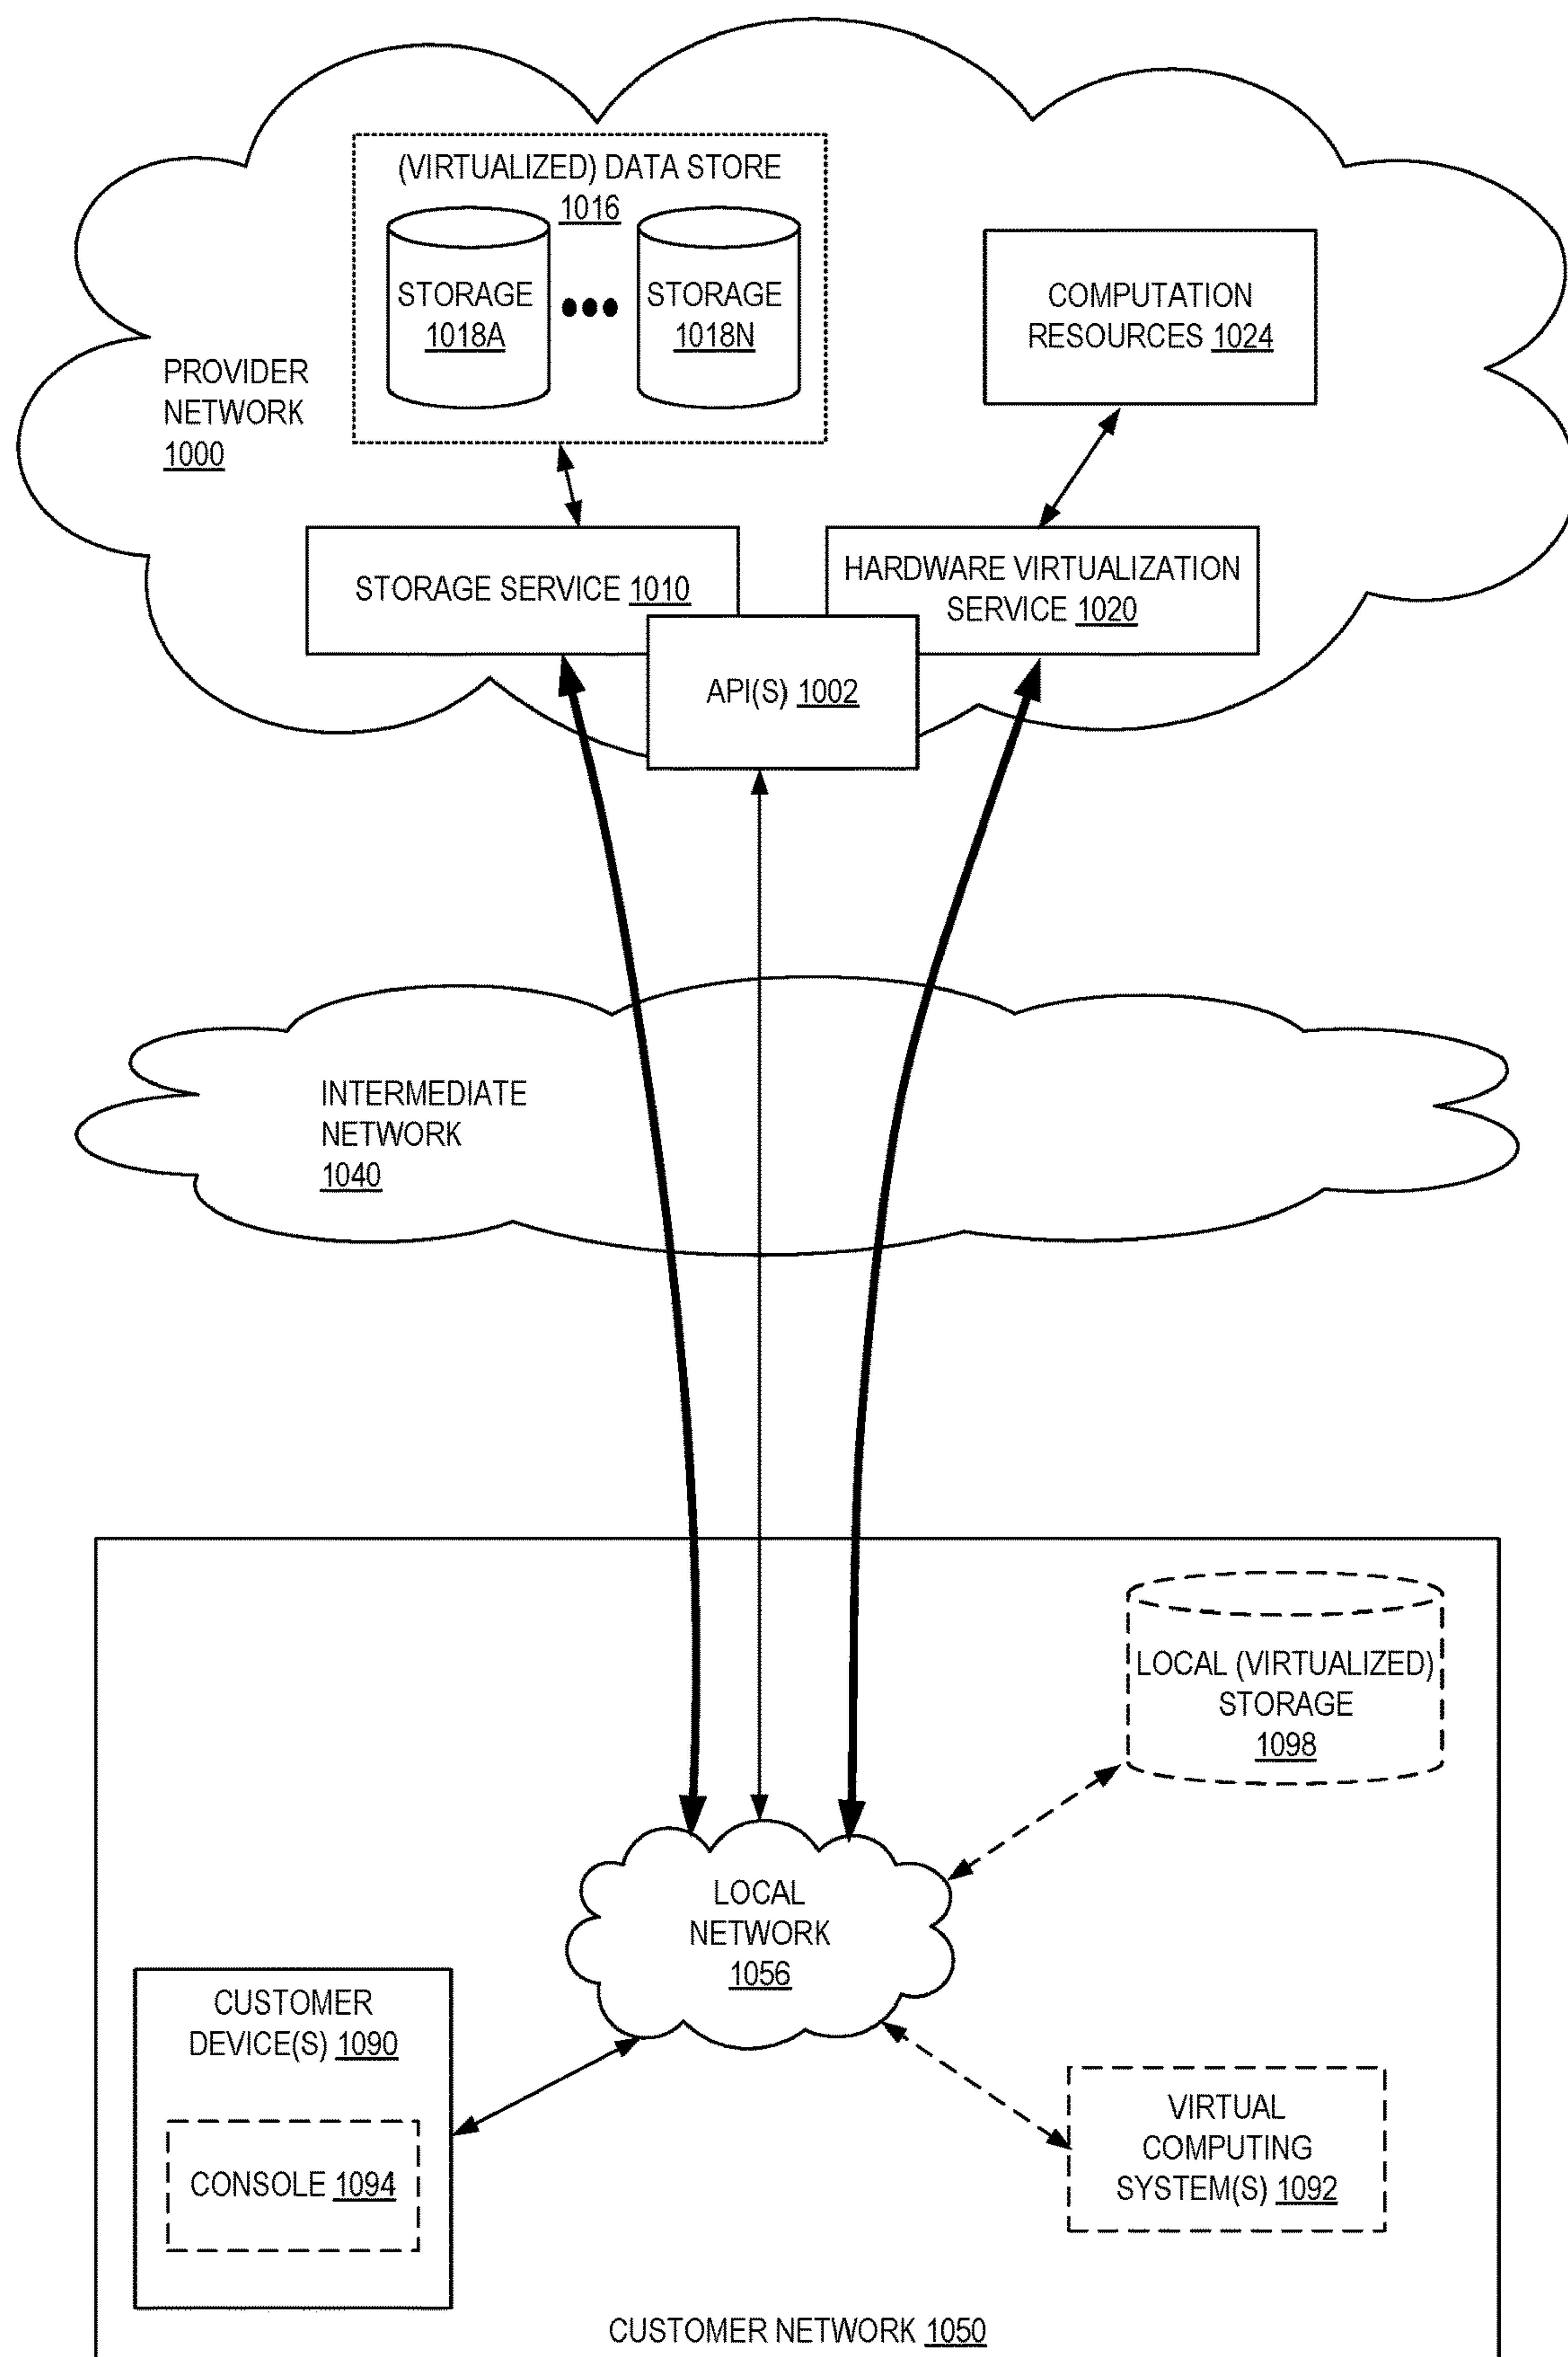 (VIRTUALIZED) DATA STORE
1016
STORAGE
1018A
STORAGE
1018N
COMPUTATION
RESOURCES 1024
PROVIDER
NETWORK
1000
STORAGE SERVICE 1010
HARDWARE VIRTUALIZATION
SERVICE 1020
API(S) 1002
INTERMEDIATE
NETWORK
1040
LOCAL (VIRTUALIZED)
STORAGE
1098
LOCAL
NETWORK
1056
CUSTOMER
DEVICE(S) 1090
CONSOLE 1094
VIRTUAL
COMPUTING
SYSTEM(S) 1092
CUSTOMER NETWORK 1050